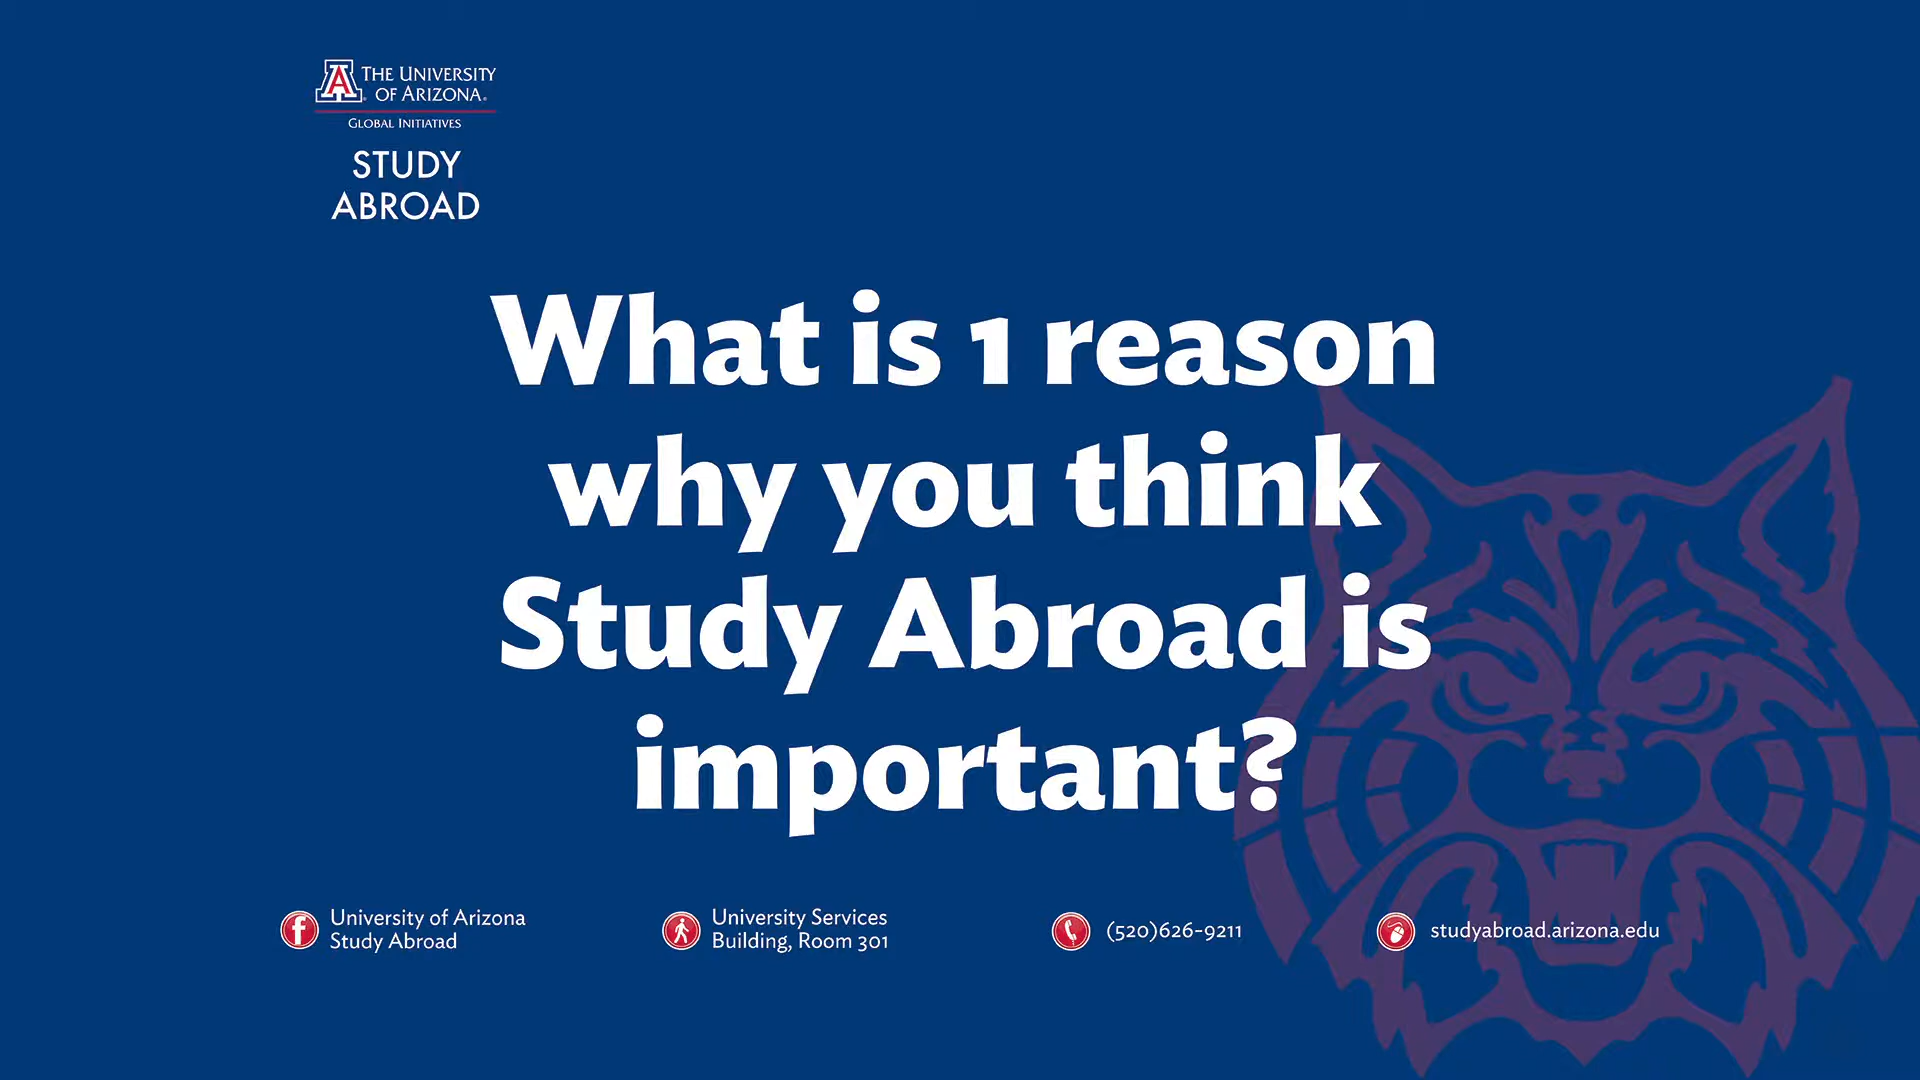 A THE UNIVERSITY
OF ARIZONA®
GLOBAL INITIATIVES
STUDY
ABROAD
What is 1 reason
why you think
Study Abroad is
important?
University of Arizona
Study Abroad
University Services
Building, Room 301
(520)626-9211
studyabroad.arizona.edu